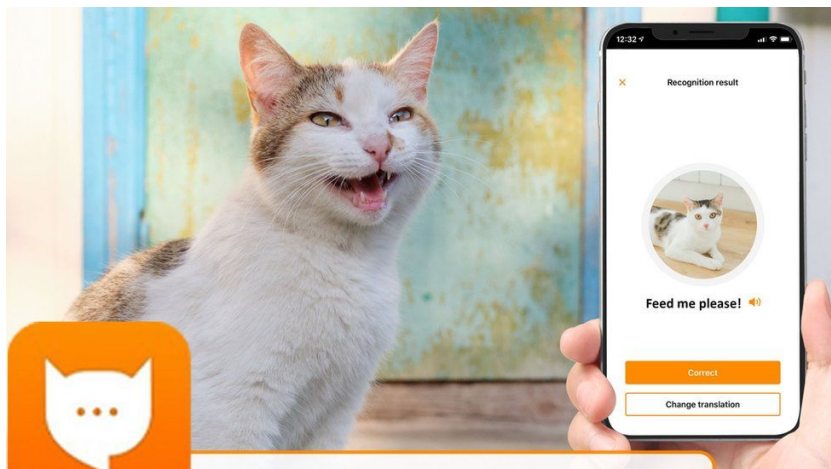 12:32
Recognition result
Feed me please!
Correct
Change translation